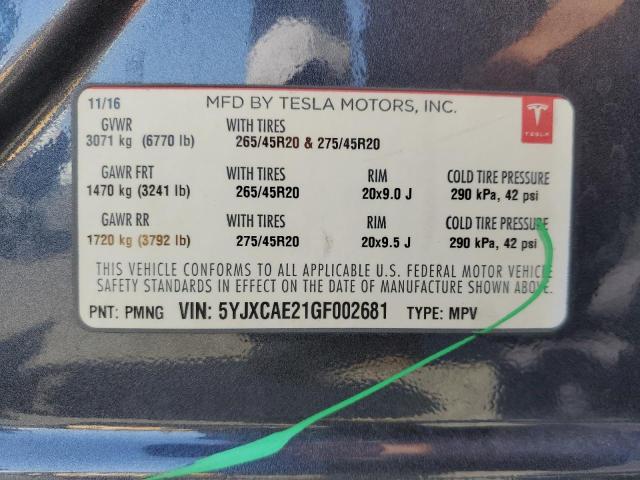 11/16 MFD BY TESLA MOTORS, INC.
TESLA
GVWR WITH TIRES
3071 kg (6770 lb) 265/45R20 & 275/45R20
GAWR FRT WITH TIRES RIM COLD TIRE PRESSURE
1470 kg (3241 lb) 265/45R20 20x9.0 J 290 kPa, 42 psi
GAWR RR WITH TIRES RIM COLD TIRE PRESSURE
1720 kg (3792 lb) 275/45R20 20x9.5 J 290 kPa, 42 psi
THIS VEHICLE CONFORMS TO ALL APPLICABLE U.S. FEDERAL MOTOR VEHICLE
SAFETY STANDARDS IN EFFECT ON THE DATE OF MANUFACTURE SHOWN ABOVE.
PNT: PMNG VIN: 5YJXCAE21GF002681 TYPE: MPV